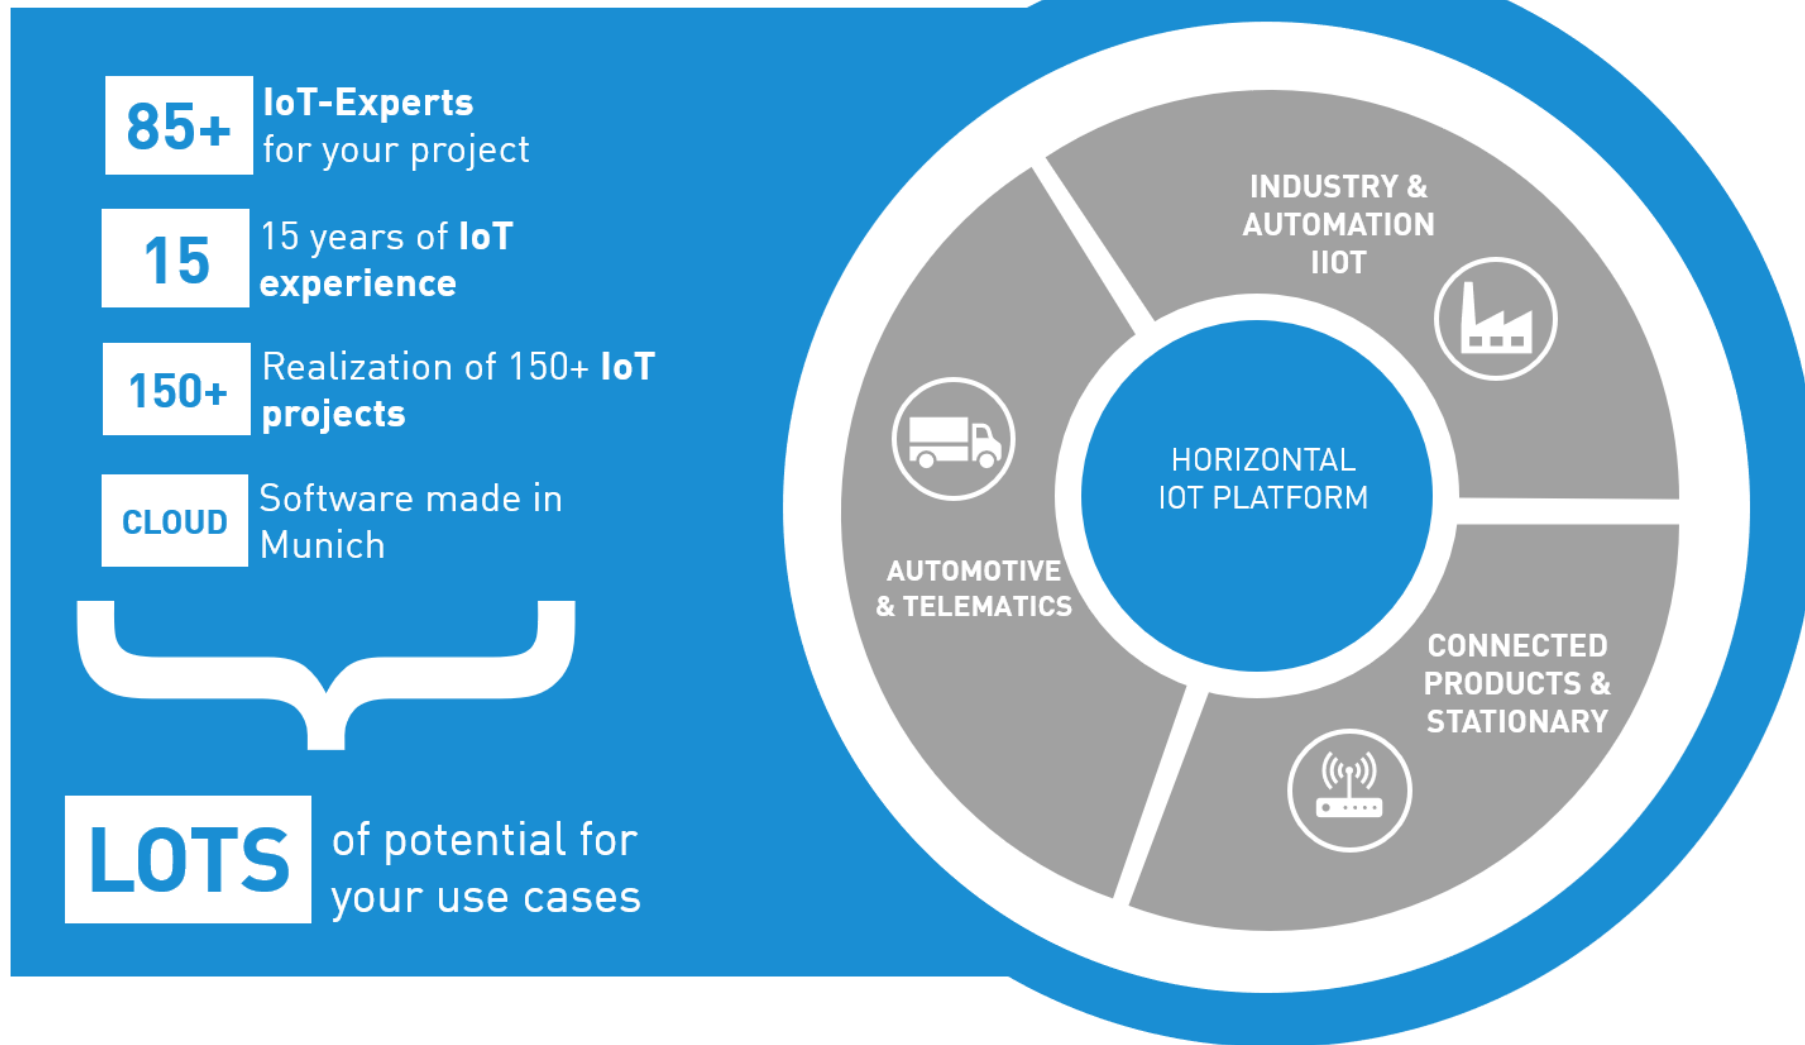 85+
IoT-Experts
for your project
15
15 years of IoT
experience
150+
Realization of 150+ IoT
projects
CLOUD
Software made in
Munich
LOTS
of potential for
your use cases
INDUSTRY &
AUTOMATION
IIOT
HORIZONTAL
IOT PLATFORM
AUTOMOTIVE
& TELEMATICS
CONNECTED
PRODUCTS &
STATIONARY